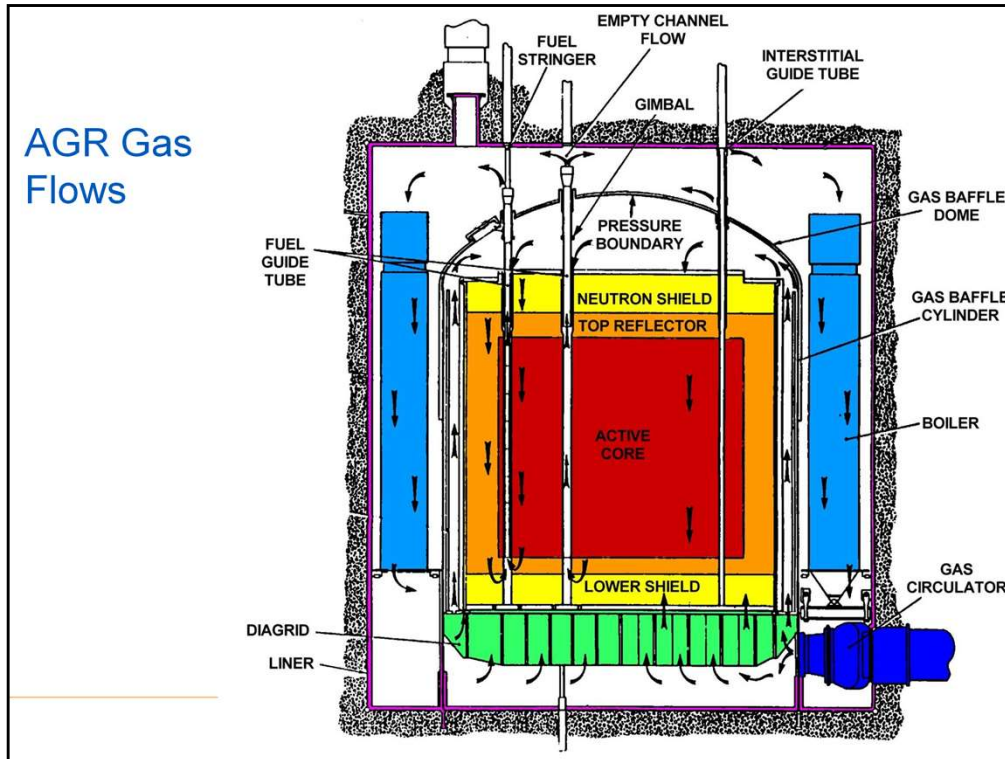 AGR Gas
Flows
EMPTY CHANNEL
FLOW
FUEL
STRINGER
INTERSTITIAL
GUIDE TUBE
GIMBAL
GAS BAFFLE
DOME
PRESSURE
BOUNDARY
FUEL
GUIDE
TUBE
NEUTRON SHIELD
GAS BAFFLE
CYLINDER
TOP REFLECTOR
ACTIVE
CORE
BOILER
LOWER SHIELD
GAS
CIRCULATOR
DIAGRID
LINER